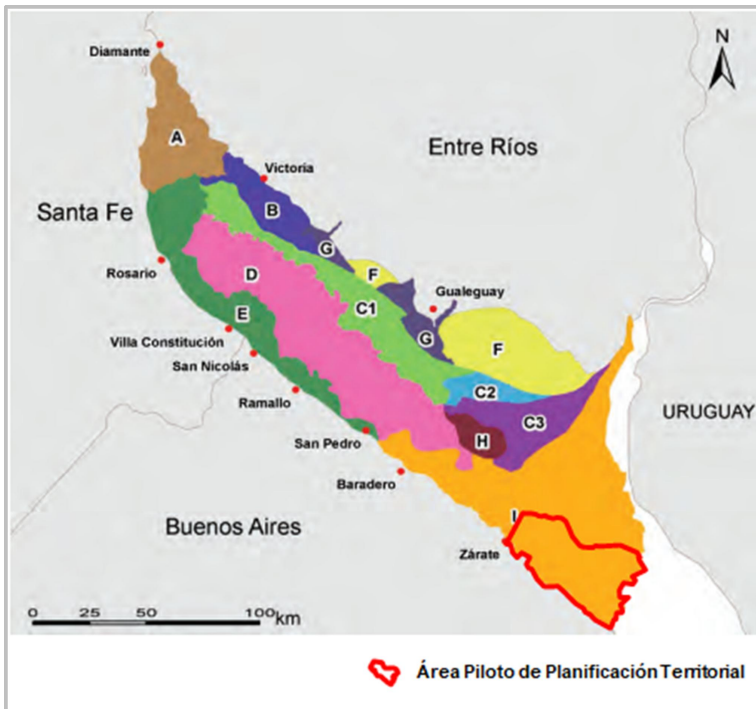 N
Diamante
A
Entre Ríos
Victoria
Santa Fe
B
G
F
Rosario
D
Gualeguay
C1
G
E
F
Villa Constitución
San Nicolás
C2
Ramallo
URUGUAY
C3
H
San Pedro
Baradero
I
Buenos Aires
Zárate
0 25 50 100 km
Área Piloto de Planificación Territorial